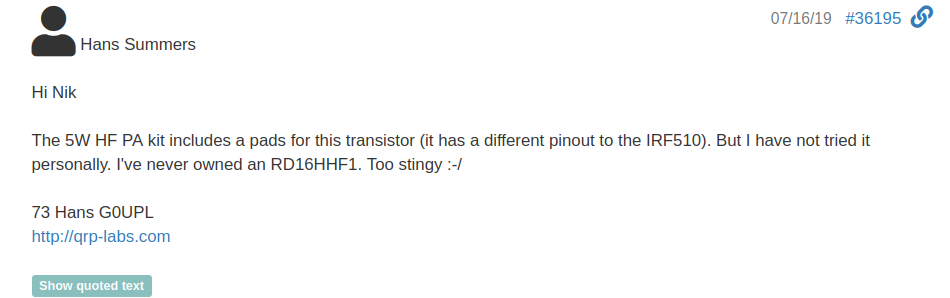 07/16/19 #36195
Hans Summers
Hi Nik
The 5W HF PA kit includes a pads for this transistor (it has a different pinout to the IRF510). But I have not tried it
personally. I've never owned an RD16HHF1. Too stingy :-/
73 Hans G0UPL
http://qrp-labs.com
Show quoted text